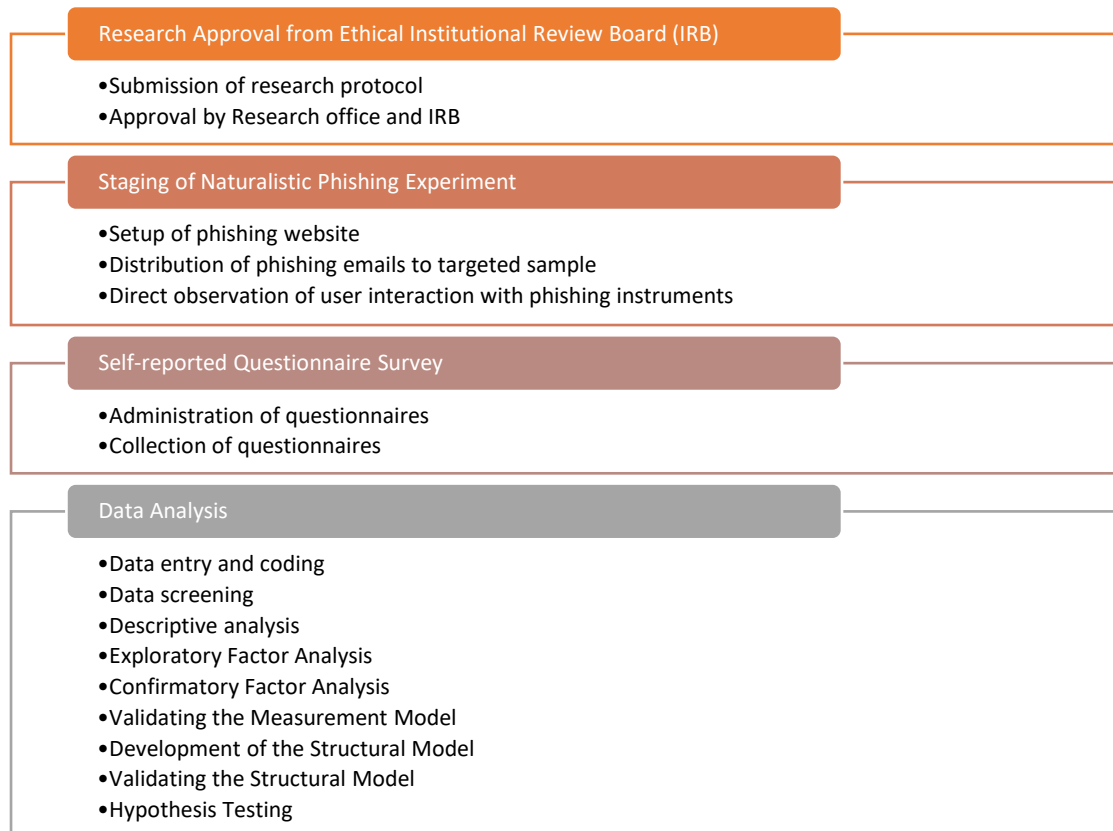 Research Approval from Ethical Institutional Review Board (IRB)
•Submission of research protocol
•Approval by Research office and IRB
Staging of Naturalistic Phishing Experiment
•Setup of phishing website
•Distribution of phishing emails to targeted sample
•Direct observation of user interaction with phishing instruments
Self-reported Questionnaire Survey
•Administration of questionnaires
•Collection of questionnaires
Data Analysis
•Data entry and coding
•Data screening
•Descriptive analysis
•Exploratory Factor Analysis
•Confirmatory Factor Analysis
•Validating the Measurement Model
•Development of the Structural Model
•Validating the Structural Model
•Hypothesis Testing